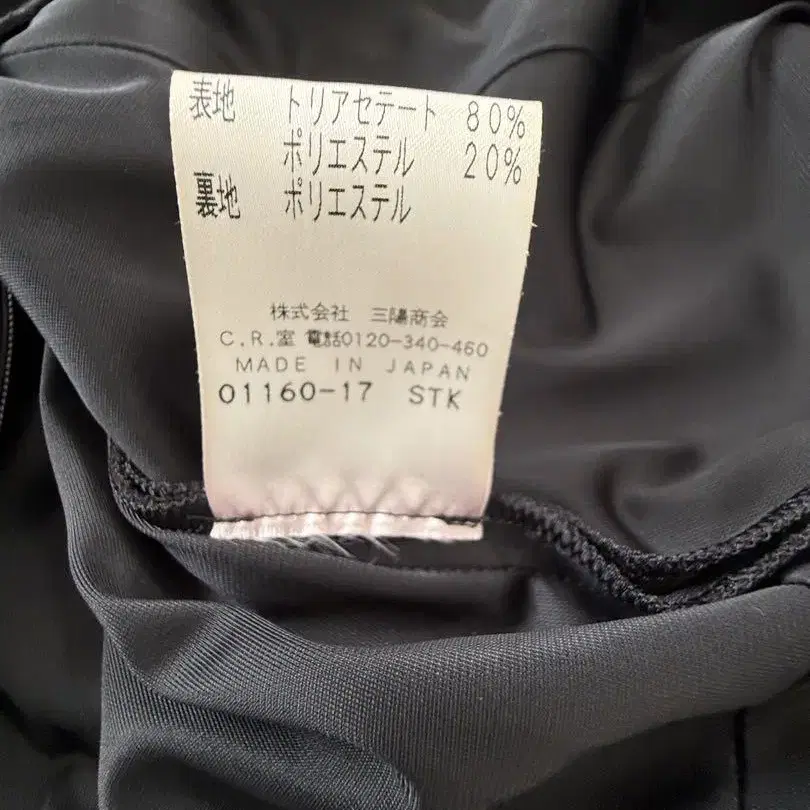 表地 トリアセテート 80%
ポリエステル 20%
裏地 ポリエステル
株式会社 三陽商会
C.R.室 電話0120-340-460
MADE IN JAPAN
01160-17 STK